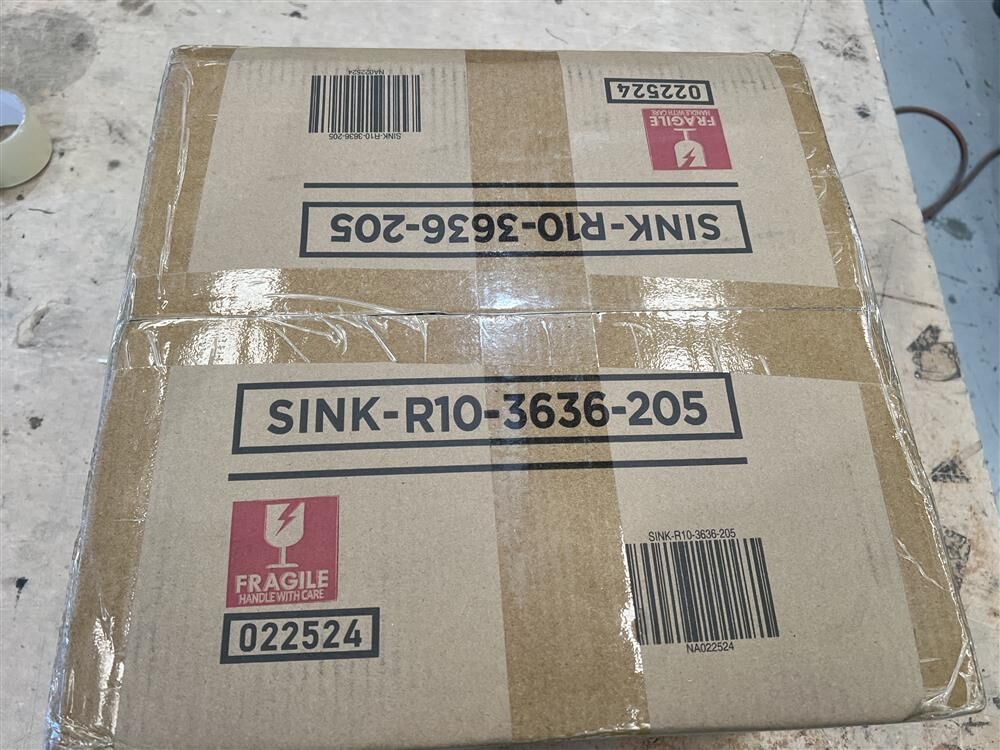 NA022524
SINK-R10-3636-205
022524
FRAGILE
HANDLE WITH CARE
SINK-R10-3636-205
SINK-R10-3636-205
FRAGILE
HANDLE WITH CARE
022524
SINK-R10-3636-205
NA022524